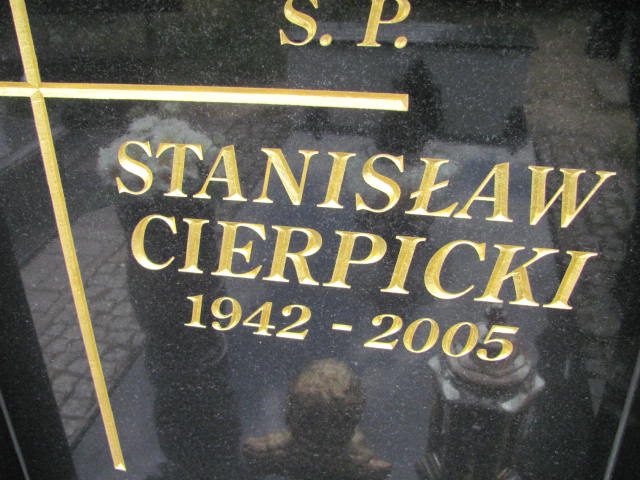 S. P.
STANISŁAW
CIERPICKI
1942 - 2005